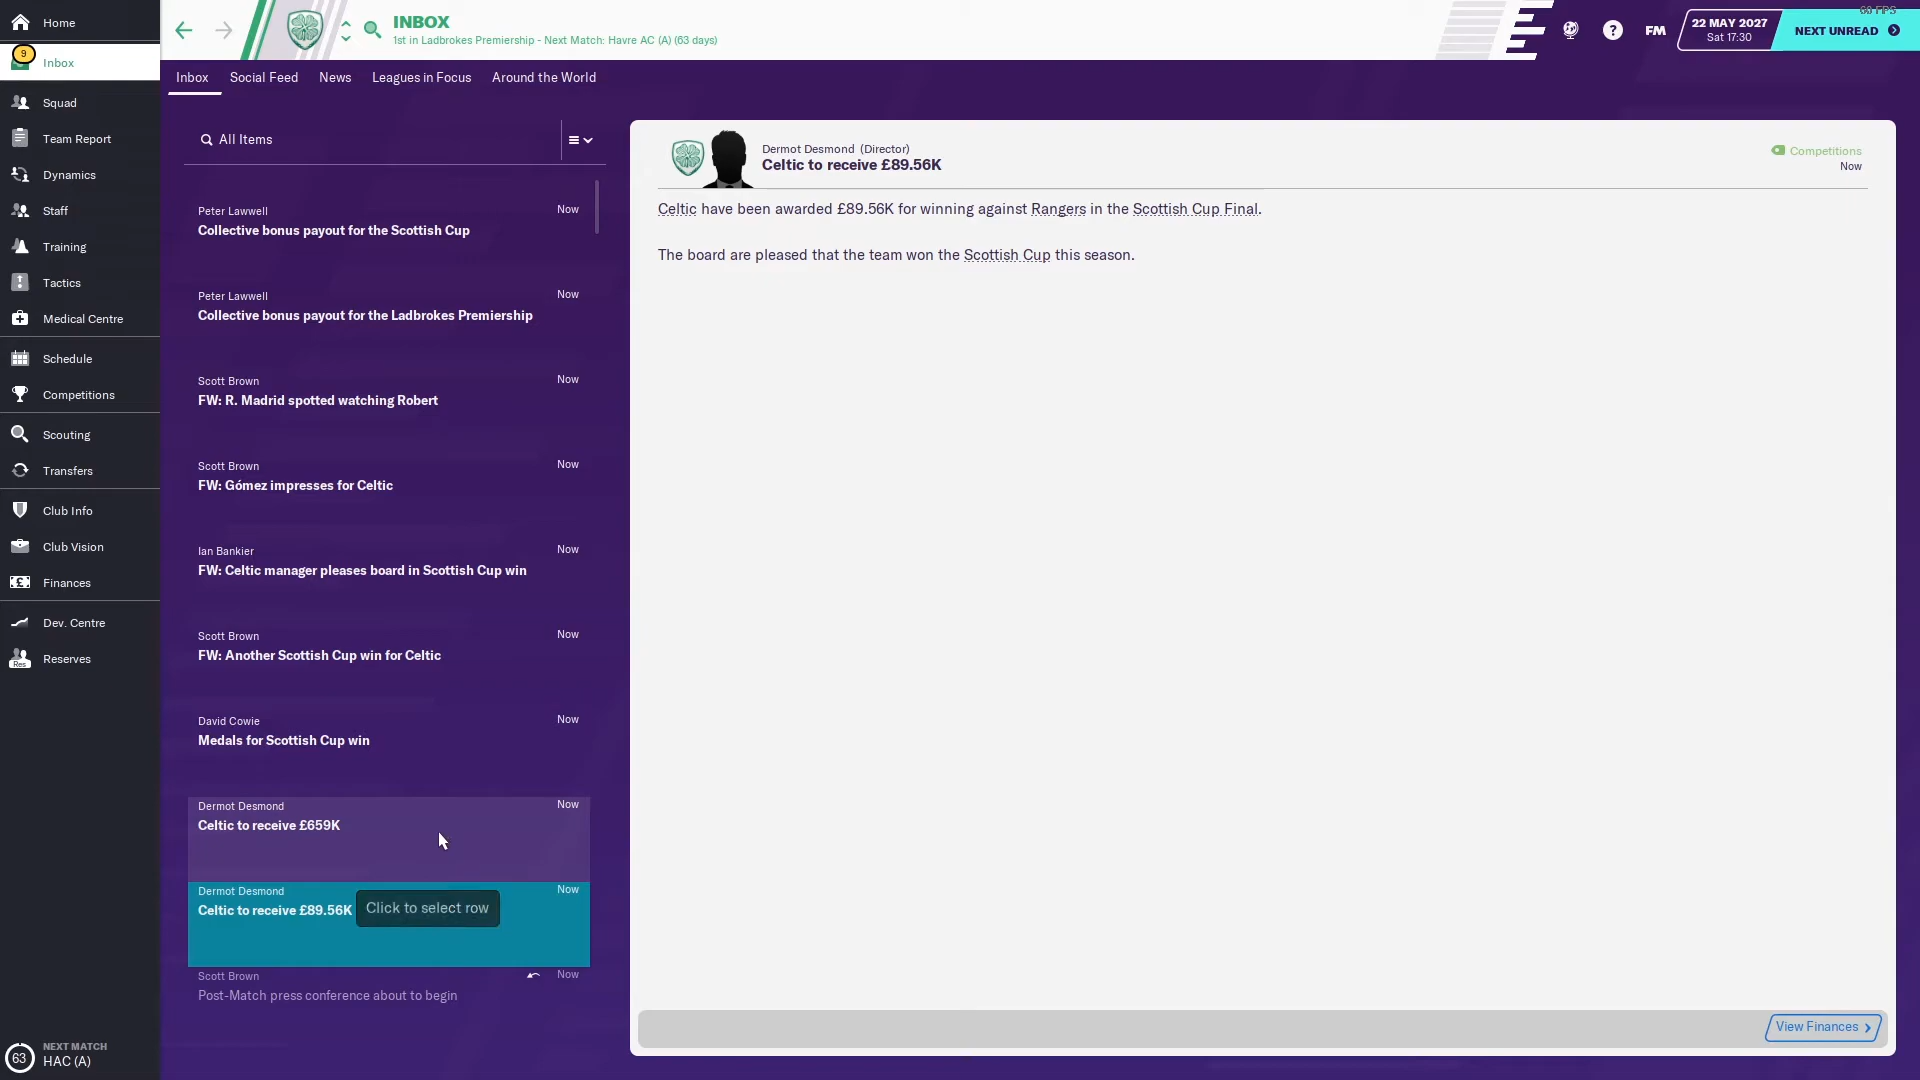 Home
9
Inbox
Squad
Team Report
Dynamics
Staff
Training
Tactics
Medical Centre
Schedule
Competitions
Scouting
Transfers
Club Info
Club Vision
Finances
Dev. Centre
Res
Reserves
63
NEXT MATCH
HAC (A)
INBOX
1st in Ladbrokes Premiership - Next Match: Havre AC (A) (63 days)
?
FM
22 MAY 2027
Sat 17:30
NEXT UNREAD
Inbox Social Feed News Leagues in Focus Around the World
All Items
Peter Lawwell Now
Collective bonus payout for the Scottish Cup
Peter Lawwell Now
Collective bonus payout for the Ladbrokes Premiership
Scott Brown Now
FW: R. Madrid spotted watching Robert
Scott Brown Now
FW: Gómez impresses for Celtic
Ian Bankier Now
FW: Celtic manager pleases board in Scottish Cup win
Scott Brown Now
FW: Another Scottish Cup win for Celtic
David Cowie Now
Medals for Scottish Cup win
Dermot Desmond Now
Celtic to receive £659K
Dermot Desmond Now
Celtic to receive £89.56K
Click to select row
Scott Brown Now
Post-Match press conference about to begin
Dermot Desmond (Director)
Celtic to receive £89.56K
Competitions
Now
Celtic have been awarded £89.56K for winning against Rangers in the Scottish Cup Final.
The board are pleased that the team won the Scottish Cup this season.
View Finances